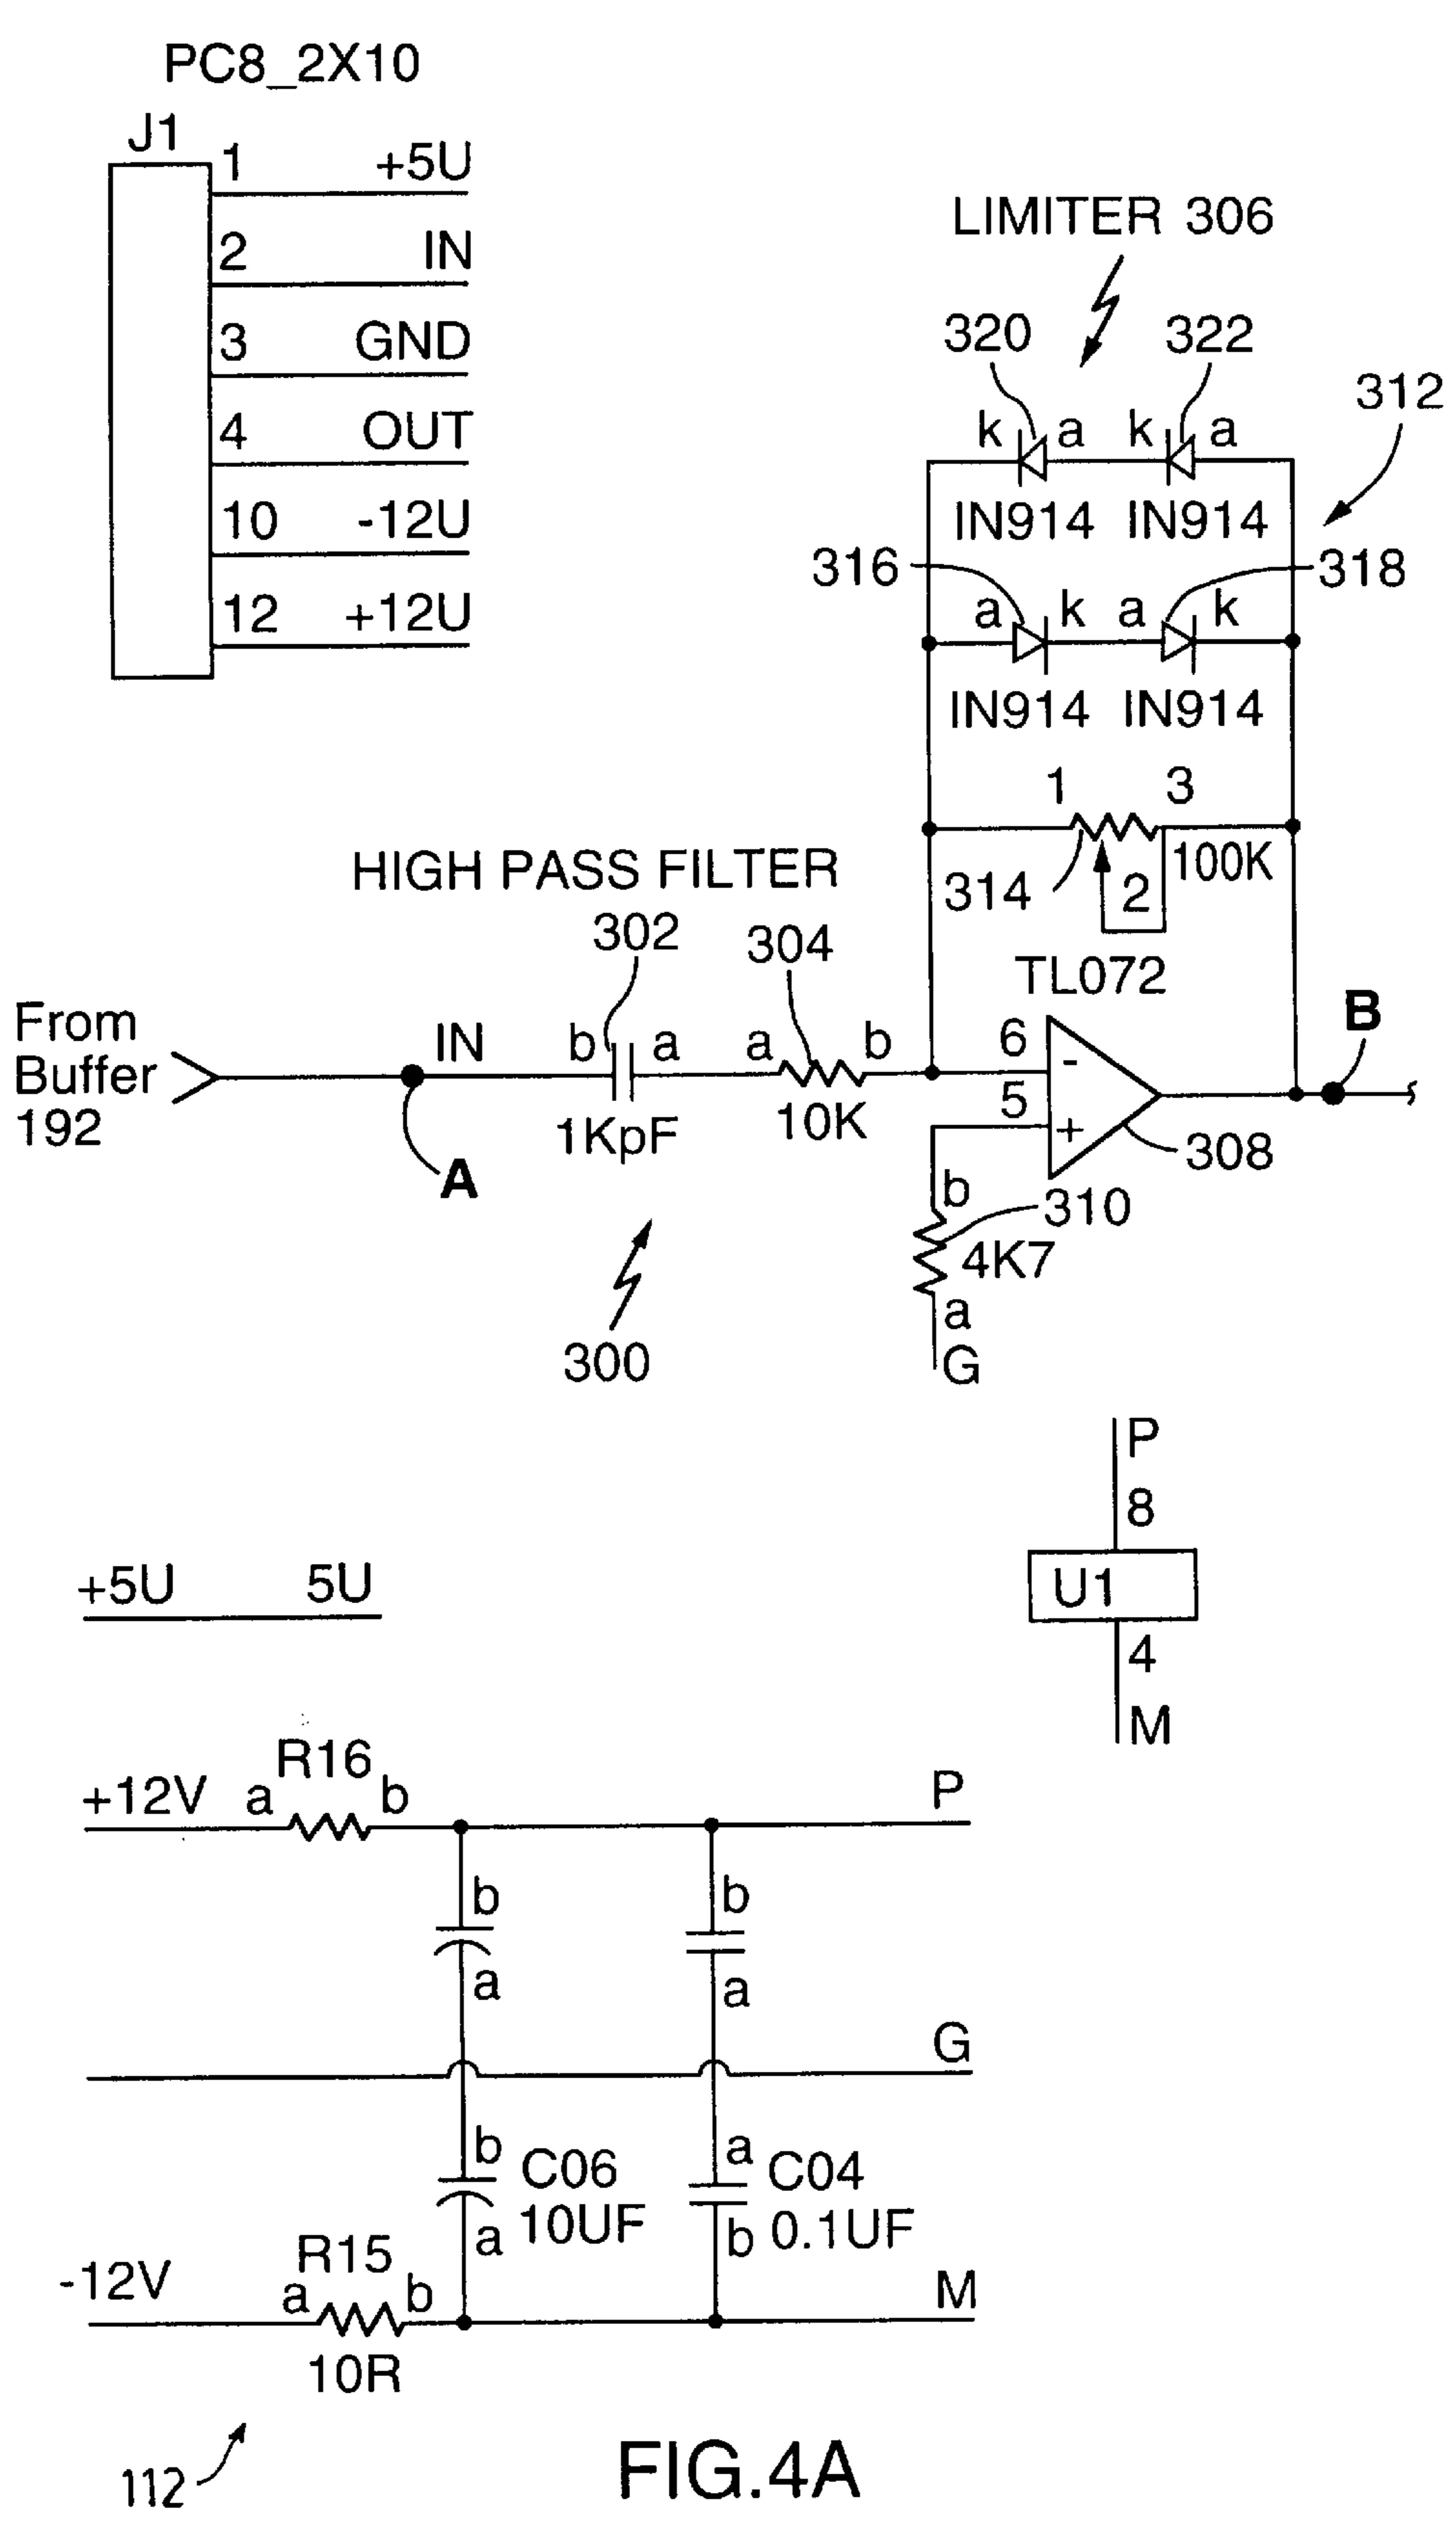 PC8_2X10
J1
1 +5U
2 IN
3 GND
4 OUT
10 -12U
12 +12U
LIMITER 306
320 322
312
k a k a
IN914 IN914
316 318
a k a k
IN914 IN914
1 3
314 2 100K
HIGH PASS FILTER
302 304
TL072
From
Buffer
192
IN b a a b 6 -
B
1KpF 10K 5 +
A
308
b 310
4K7
a
G
300
P
8
U1
4
M
+5U 5U
R16
+12V a b P
b b
a a
G
b C06 a C04
10UF 0.1UF
a b
R15
-12V a b M
10R
112
FIG.4A